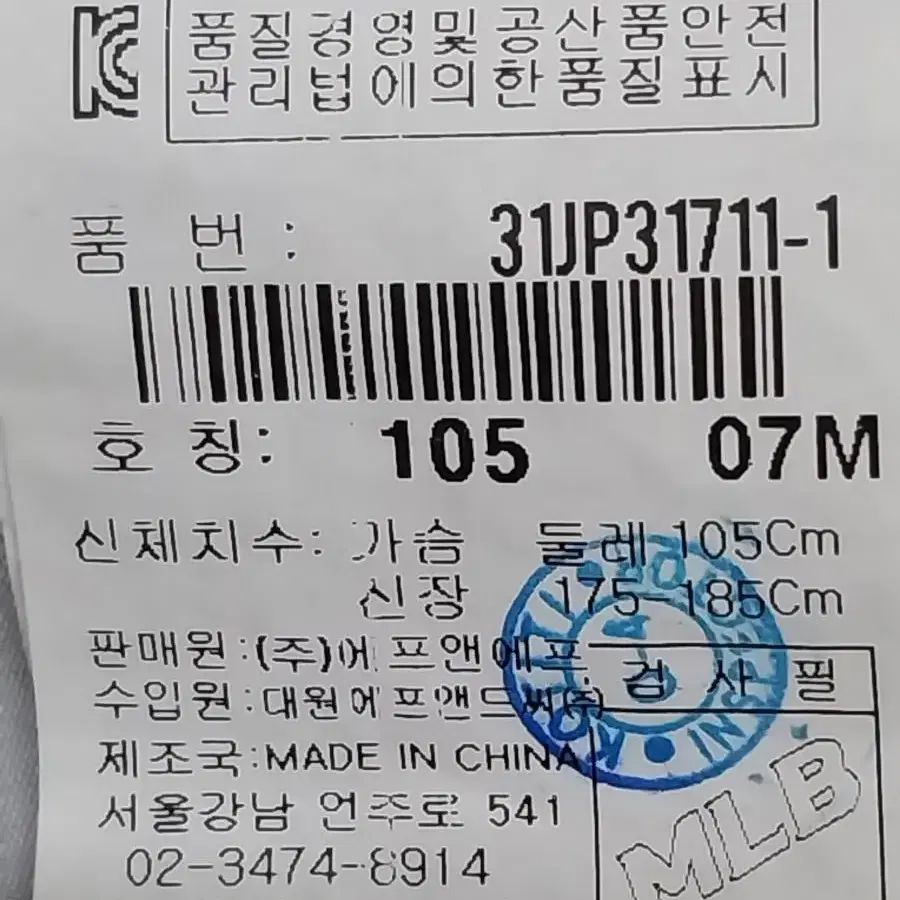 KC
품질경영및공산품안전
관리법에의한품질표시
품 번 : 31JP31711-1
호 칭: 105 07M
신체치수: 가슴 둘레 105Cm
신장 175-185Cm
판매원:(주)에프앤에프
검 사 필
수입원:대원에프앤드씨(주)
제조국:MADE IN CHINA
서울강남 언주로 541
02-3474-8914
MLB